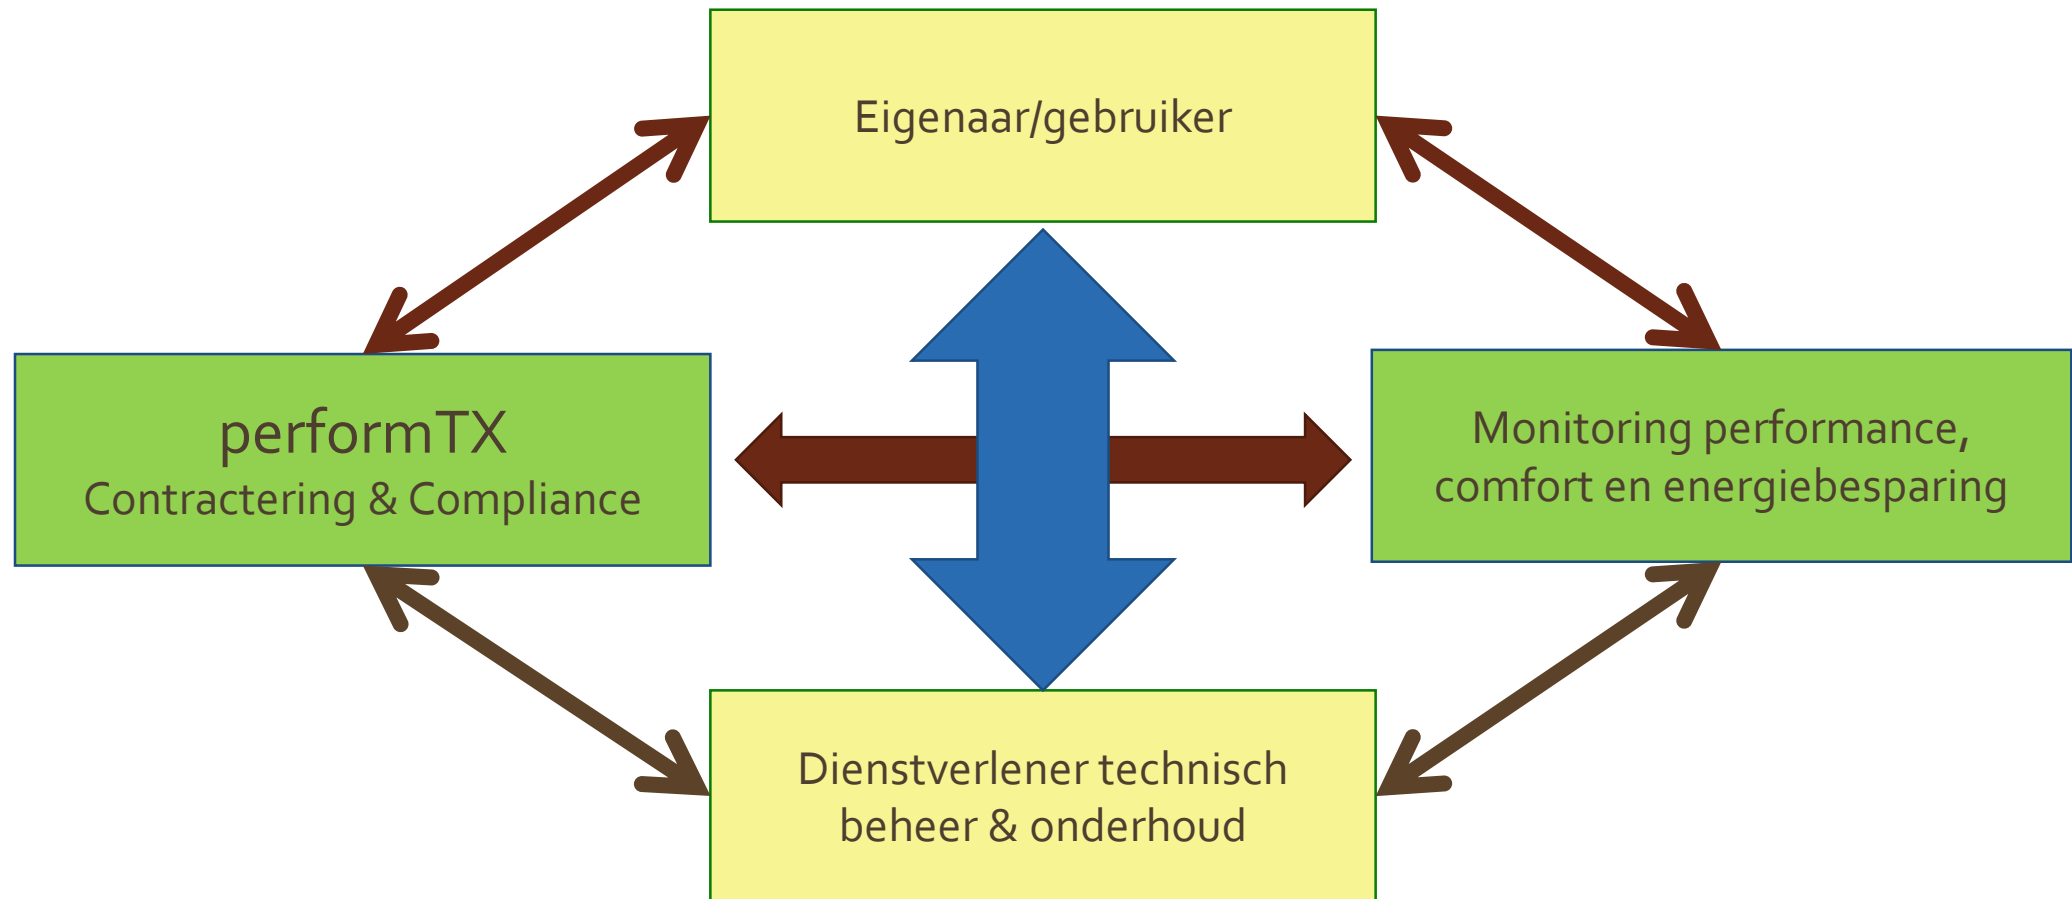 Eigenaar/gebruiker
performTX
Contractering & Compliance
Monitoring performance,
comfort en energiebesparing
Dienstverlener technisch
beheer & onderhoud